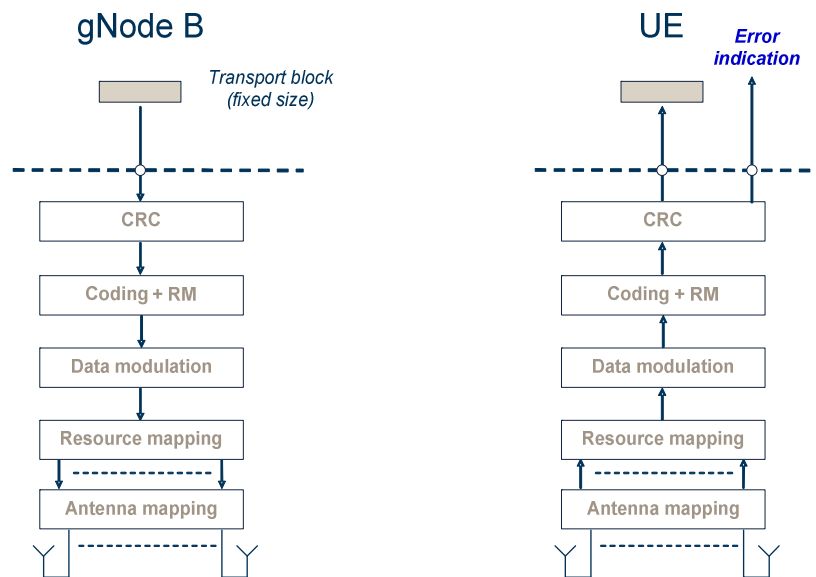 gNode B
Transport block
(fixed size)
CRC
Coding + RM
Data modulation
Resource mapping
Antenna mapping
UE
Error
indication
CRC
Coding + RM
Data modulation
Resource mapping
Antenna mapping